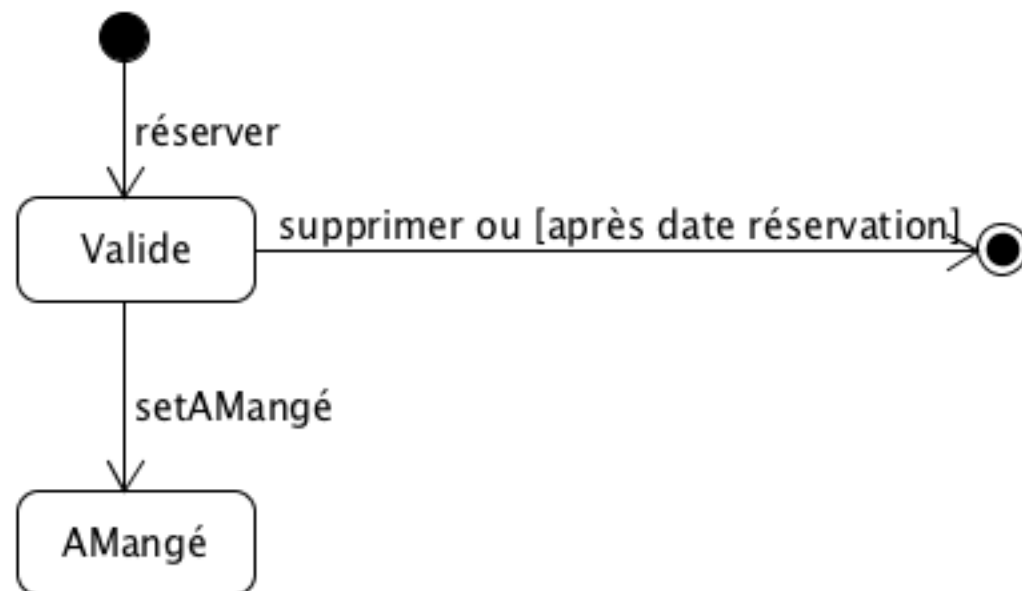 réserver
supprimer ou [après date réservation]
Valide
setAMangé
AMangé